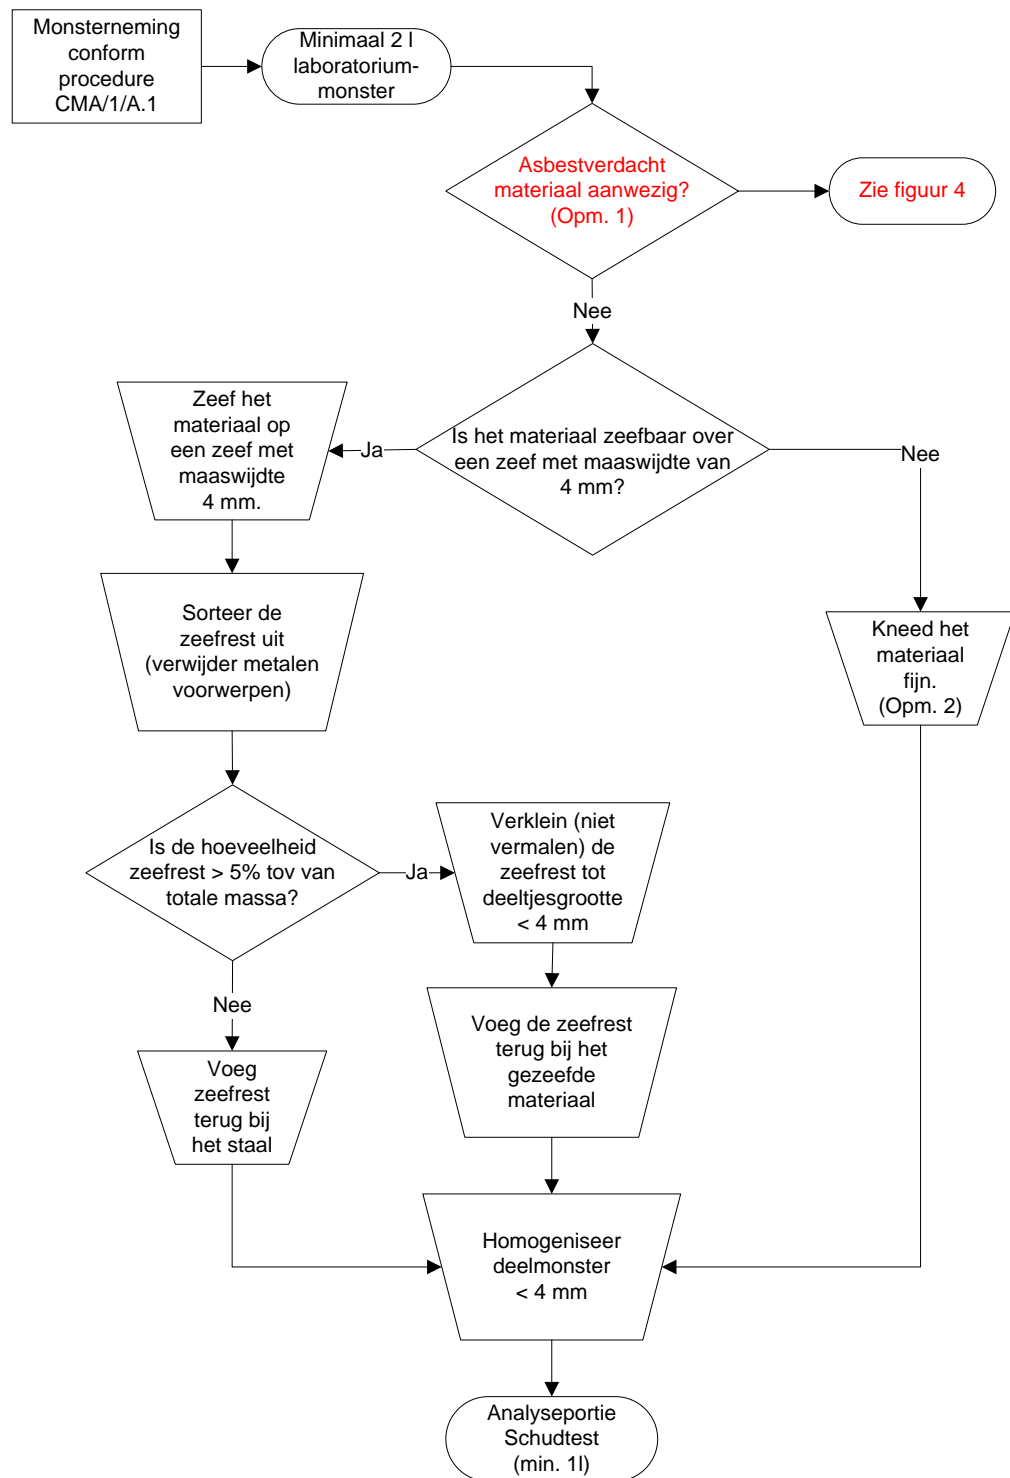 Monsterneming
conform
procedure
CMA/1/A.1
Minimaal 2 l
laboratorium-
monster
Asbestverdacht
materiaal aanwezig?
(Opm. 1)
Zie figuur 4
Nee
Is het materiaal zeefbaar over
een zeef met maaswijdte van
4 mm?
Ja
Nee
Zeef het
materiaal op
een zeef met
maaswijdte
4 mm.
Sorteer de
zeefrest uit
(verwijder metalen
voorwerpen)
Kneed het
materiaal
fijn.
(Opm. 2)
Is de hoeveelheid
zeefrest > 5% tov van
totale massa?
Ja
Verklein (niet
vermalen) de
zeefrest tot
deeltjesgrootte
< 4 mm
Nee
Voeg de zeefrest
terug bij het
gezeefde
materiaal
Voeg
zeefrest
terug bij
het staal
Homogeniseer
deelmonster
< 4 mm
Analyseportie
Schudtest
(min. 1l)